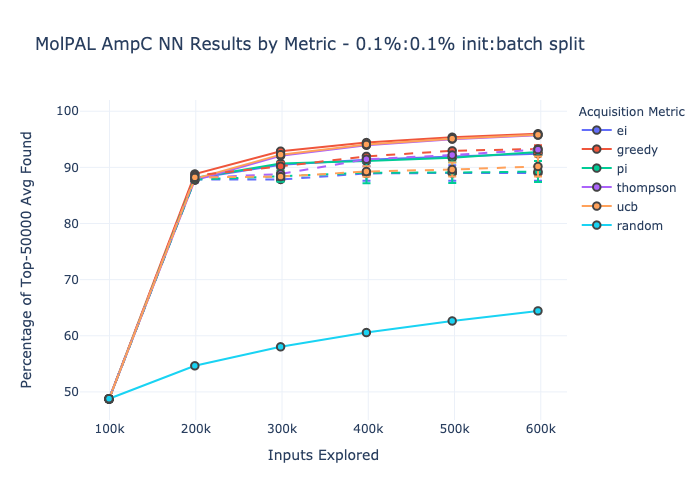 MolPAL AmpC NN Results by Metric - 0.1%:0.1% init:batch split
Percentage of Top-50000 Avg Found
100
90
80
70
60
50
100k
200k
300k
400k
500k
600k
Inputs Explored
Acquisition Metric
ei
greedy
pi
thompson
ucb
random